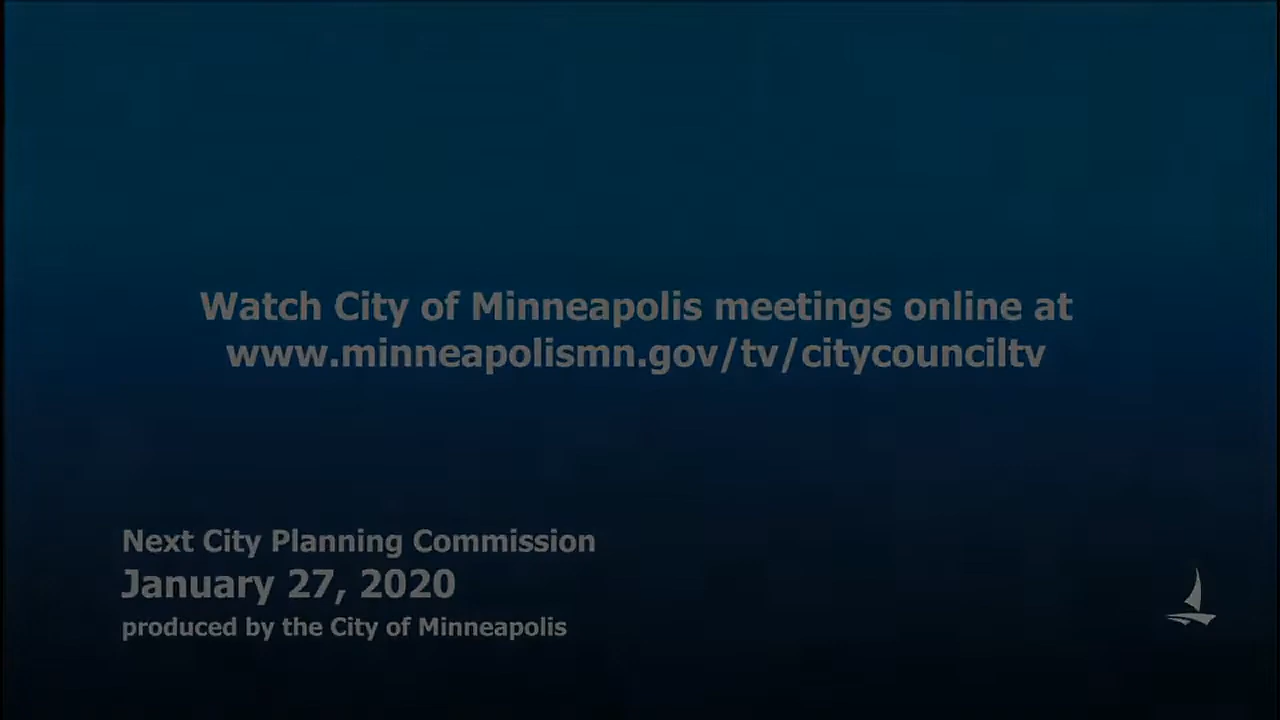 Watch City of Minneapolis meetings online at
www.minneapolismn.gov/tv/citycounciltv
Next City Planning Commission
January 27, 2020
produced by the City of Minneapolis